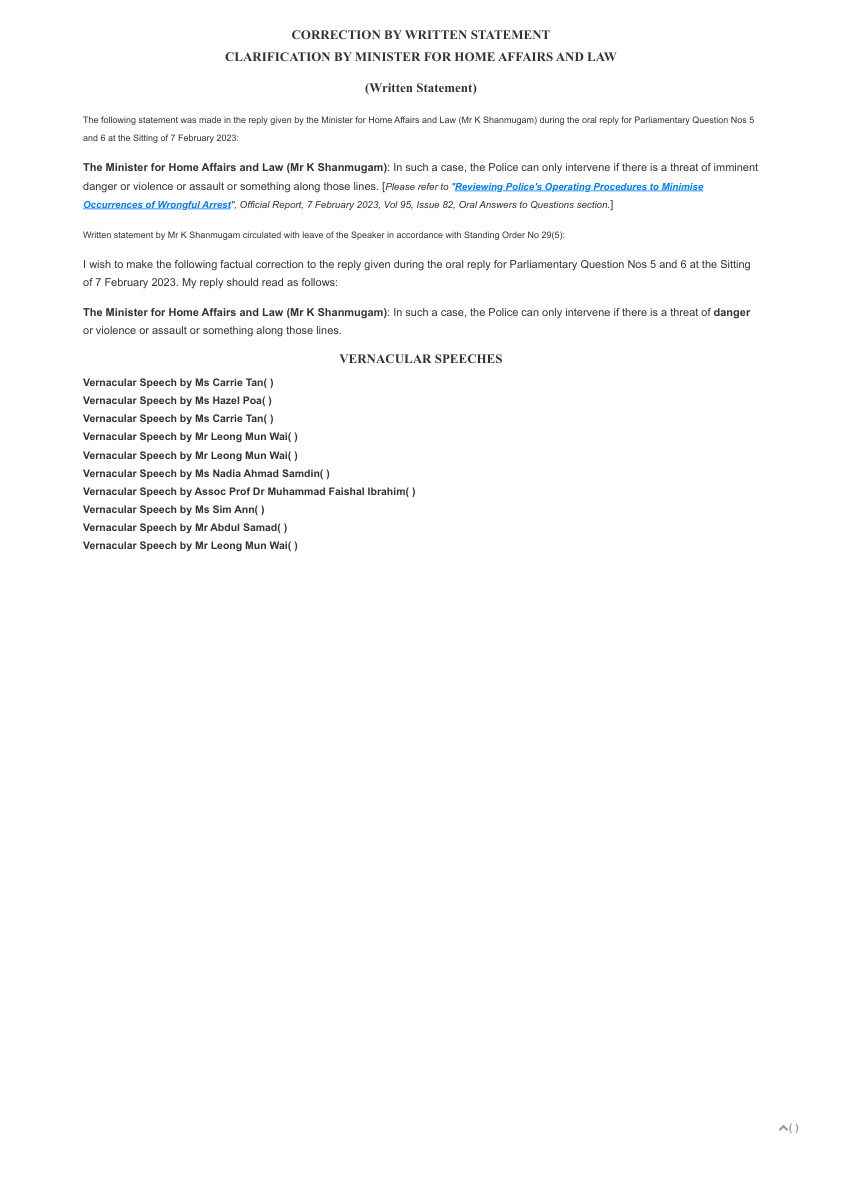 CORRECTION BY WRITTEN STATEMENT
CLARIFICATION BY MINISTER FOR HOME AFFAIRS AND LAW
(Written Statement)
The following statement was made in the reply given by the Minister for Home Affairs and Law (Mr K Shanmugam) during the oral reply for Parliamentary Question Nos 5
and 6 at the Sitting of 7 February 2023:
The Minister for Home Affairs and Law (Mr K Shanmugam): In such a case, the Police can only intervene if there is a threat of imminent
danger or violence or assault or something along those lines. [Please refer to "Reviewing Police's Operating Procedures to Minimise
Occurrences of Wrongful Arrest", Official Report, 7 February 2023, Vol 95, Issue 82, Oral Answers to Questions section.]
Written statement by Mr K Shanmugam circulated with leave of the Speaker in accordance with Standing Order No 29(5):
I wish to make the following factual correction to the reply given during the oral reply for Parliamentary Question Nos 5 and 6 at the Sitting
of 7 February 2023. My reply should read as follows:
The Minister for Home Affairs and Law (Mr K Shanmugam): In such a case, the Police can only intervene if there is a threat of danger
or violence or assault or something along those lines.
VERNACULAR SPEECHES
Vernacular Speech by Ms Carrie Tan( )
Vernacular Speech by Ms Hazel Poa( )
Vernacular Speech by Ms Carrie Tan( )
Vernacular Speech by Mr Leong Mun Wai( )
Vernacular Speech by Mr Leong Mun Wai( )
Vernacular Speech by Ms Nadia Ahmad Samdin( )
Vernacular Speech by Assoc Prof Dr Muhammad Faishal Ibrahim( )
Vernacular Speech by Ms Sim Ann( )
Vernacular Speech by Mr Abdul Samad( )
Vernacular Speech by Mr Leong Mun Wai( )
( )